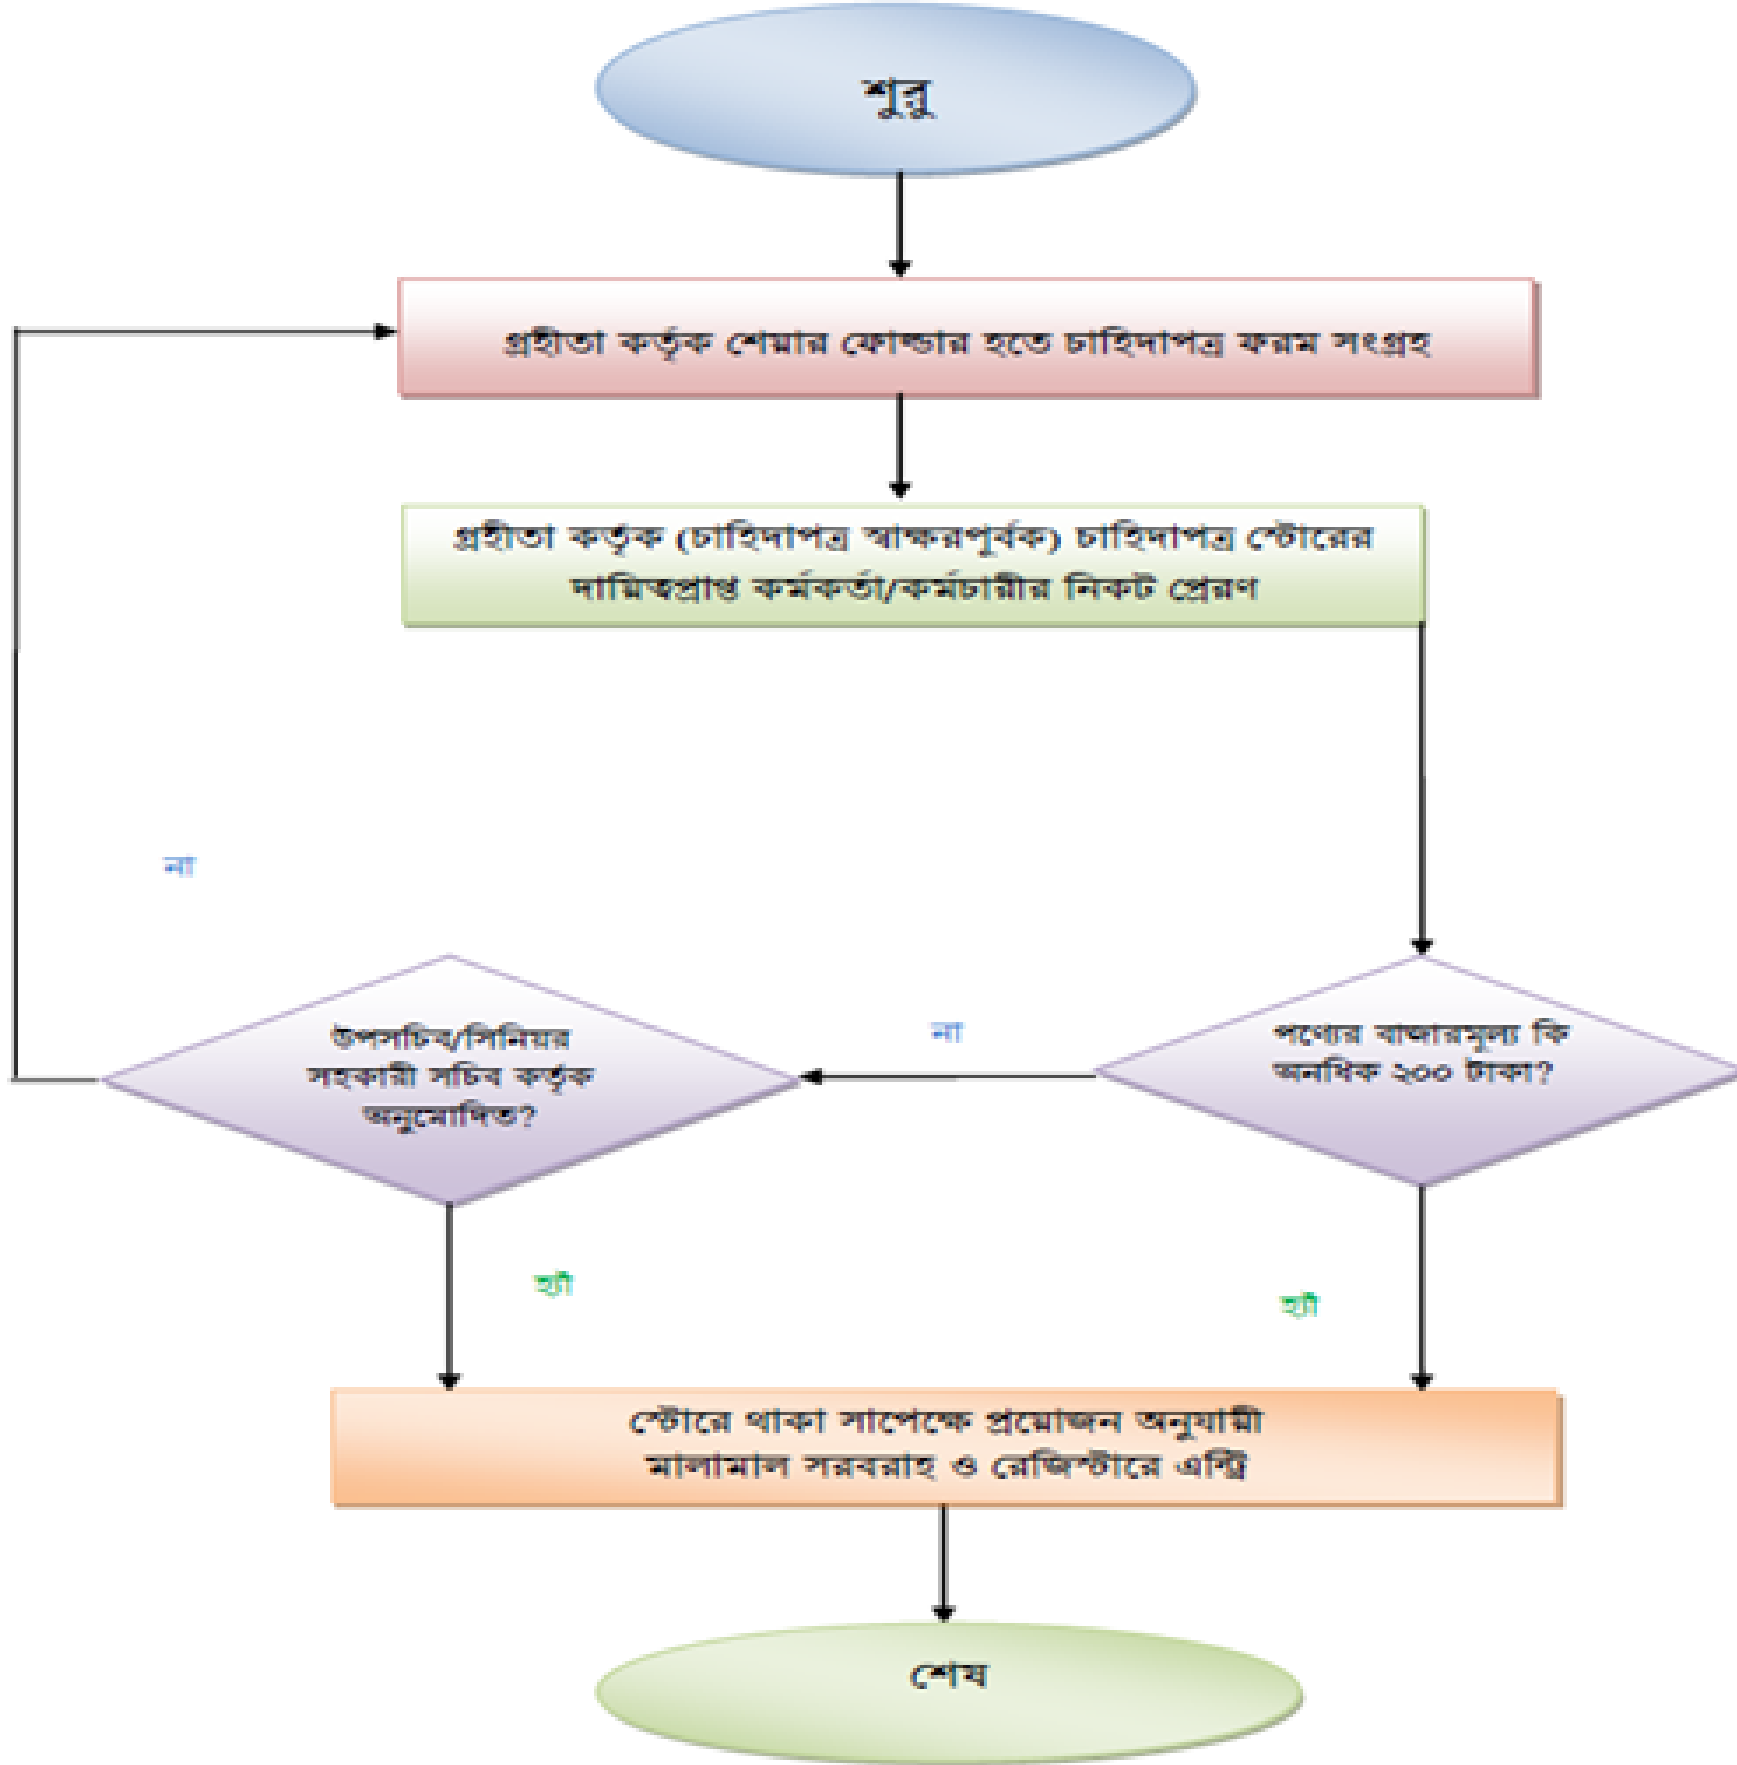 শুরু
গ্রহীতা কর্তৃক শেয়ার ফোল্ডার হতে চাহিদাপত্র ফরম সংগ্রহ
গ্রহীতা কর্তৃক (চাহিদাপত্র স্বাক্ষরপূর্বক) চাহিদাপত্র স্টোরের
দায়িত্বপ্রাপ্ত কর্মকর্তা/কর্মচারীর নিকট প্রেরণ
না
উপসচিব/সিনিয়র
সহকারী সচিব কর্তৃক
অনুমোদিত?
না
পণ্যের বাজারমূল্য কি
অনধিক ২০০ টাকা?
হ্যাঁ
হ্যাঁ
স্টোরে থাকা সাপেক্ষে প্রয়োজন অনুযায়ী
মালামাল সরবরাহ ও রেজিস্টারে এন্ট্রি
শেষ